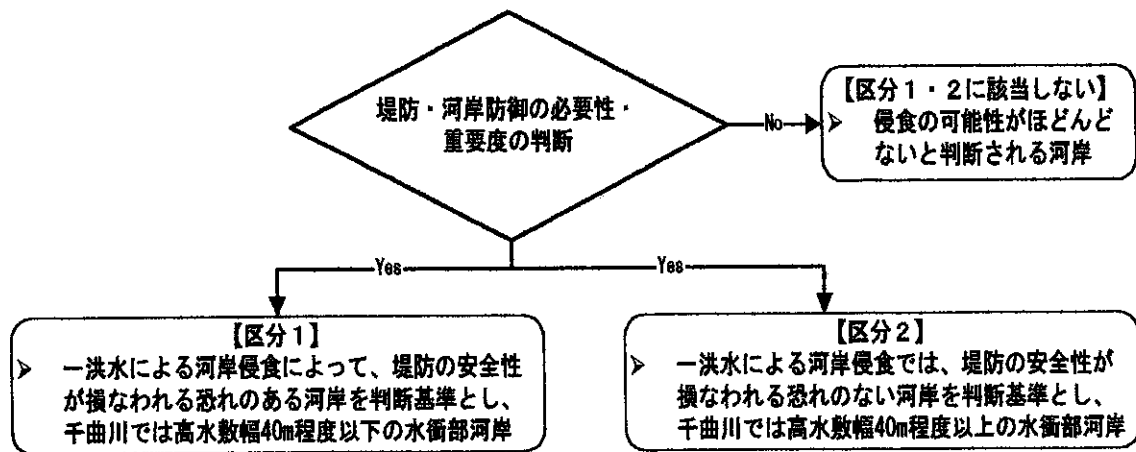 堤防・河岸防御の必要性・
重要度の判断
No
【区分1・2に該当しない】
➢ 侵食の可能性がほどんど
ないと判断される河岸
Yes
Yes
【区分1】
➢ 一洪水による河岸侵食によって、堤防の安全性
が損なわれる恐れのある河岸を判断基準とし、
千曲川では高水敷幅40m程度以下の水衝部河岸
【区分2】
➢ 一洪水による河岸侵食では、堤防の安全性が
損なわれる恐れのない河岸を判断基準とし、
千曲川では高水敷幅40m程度以上の水衝部河岸